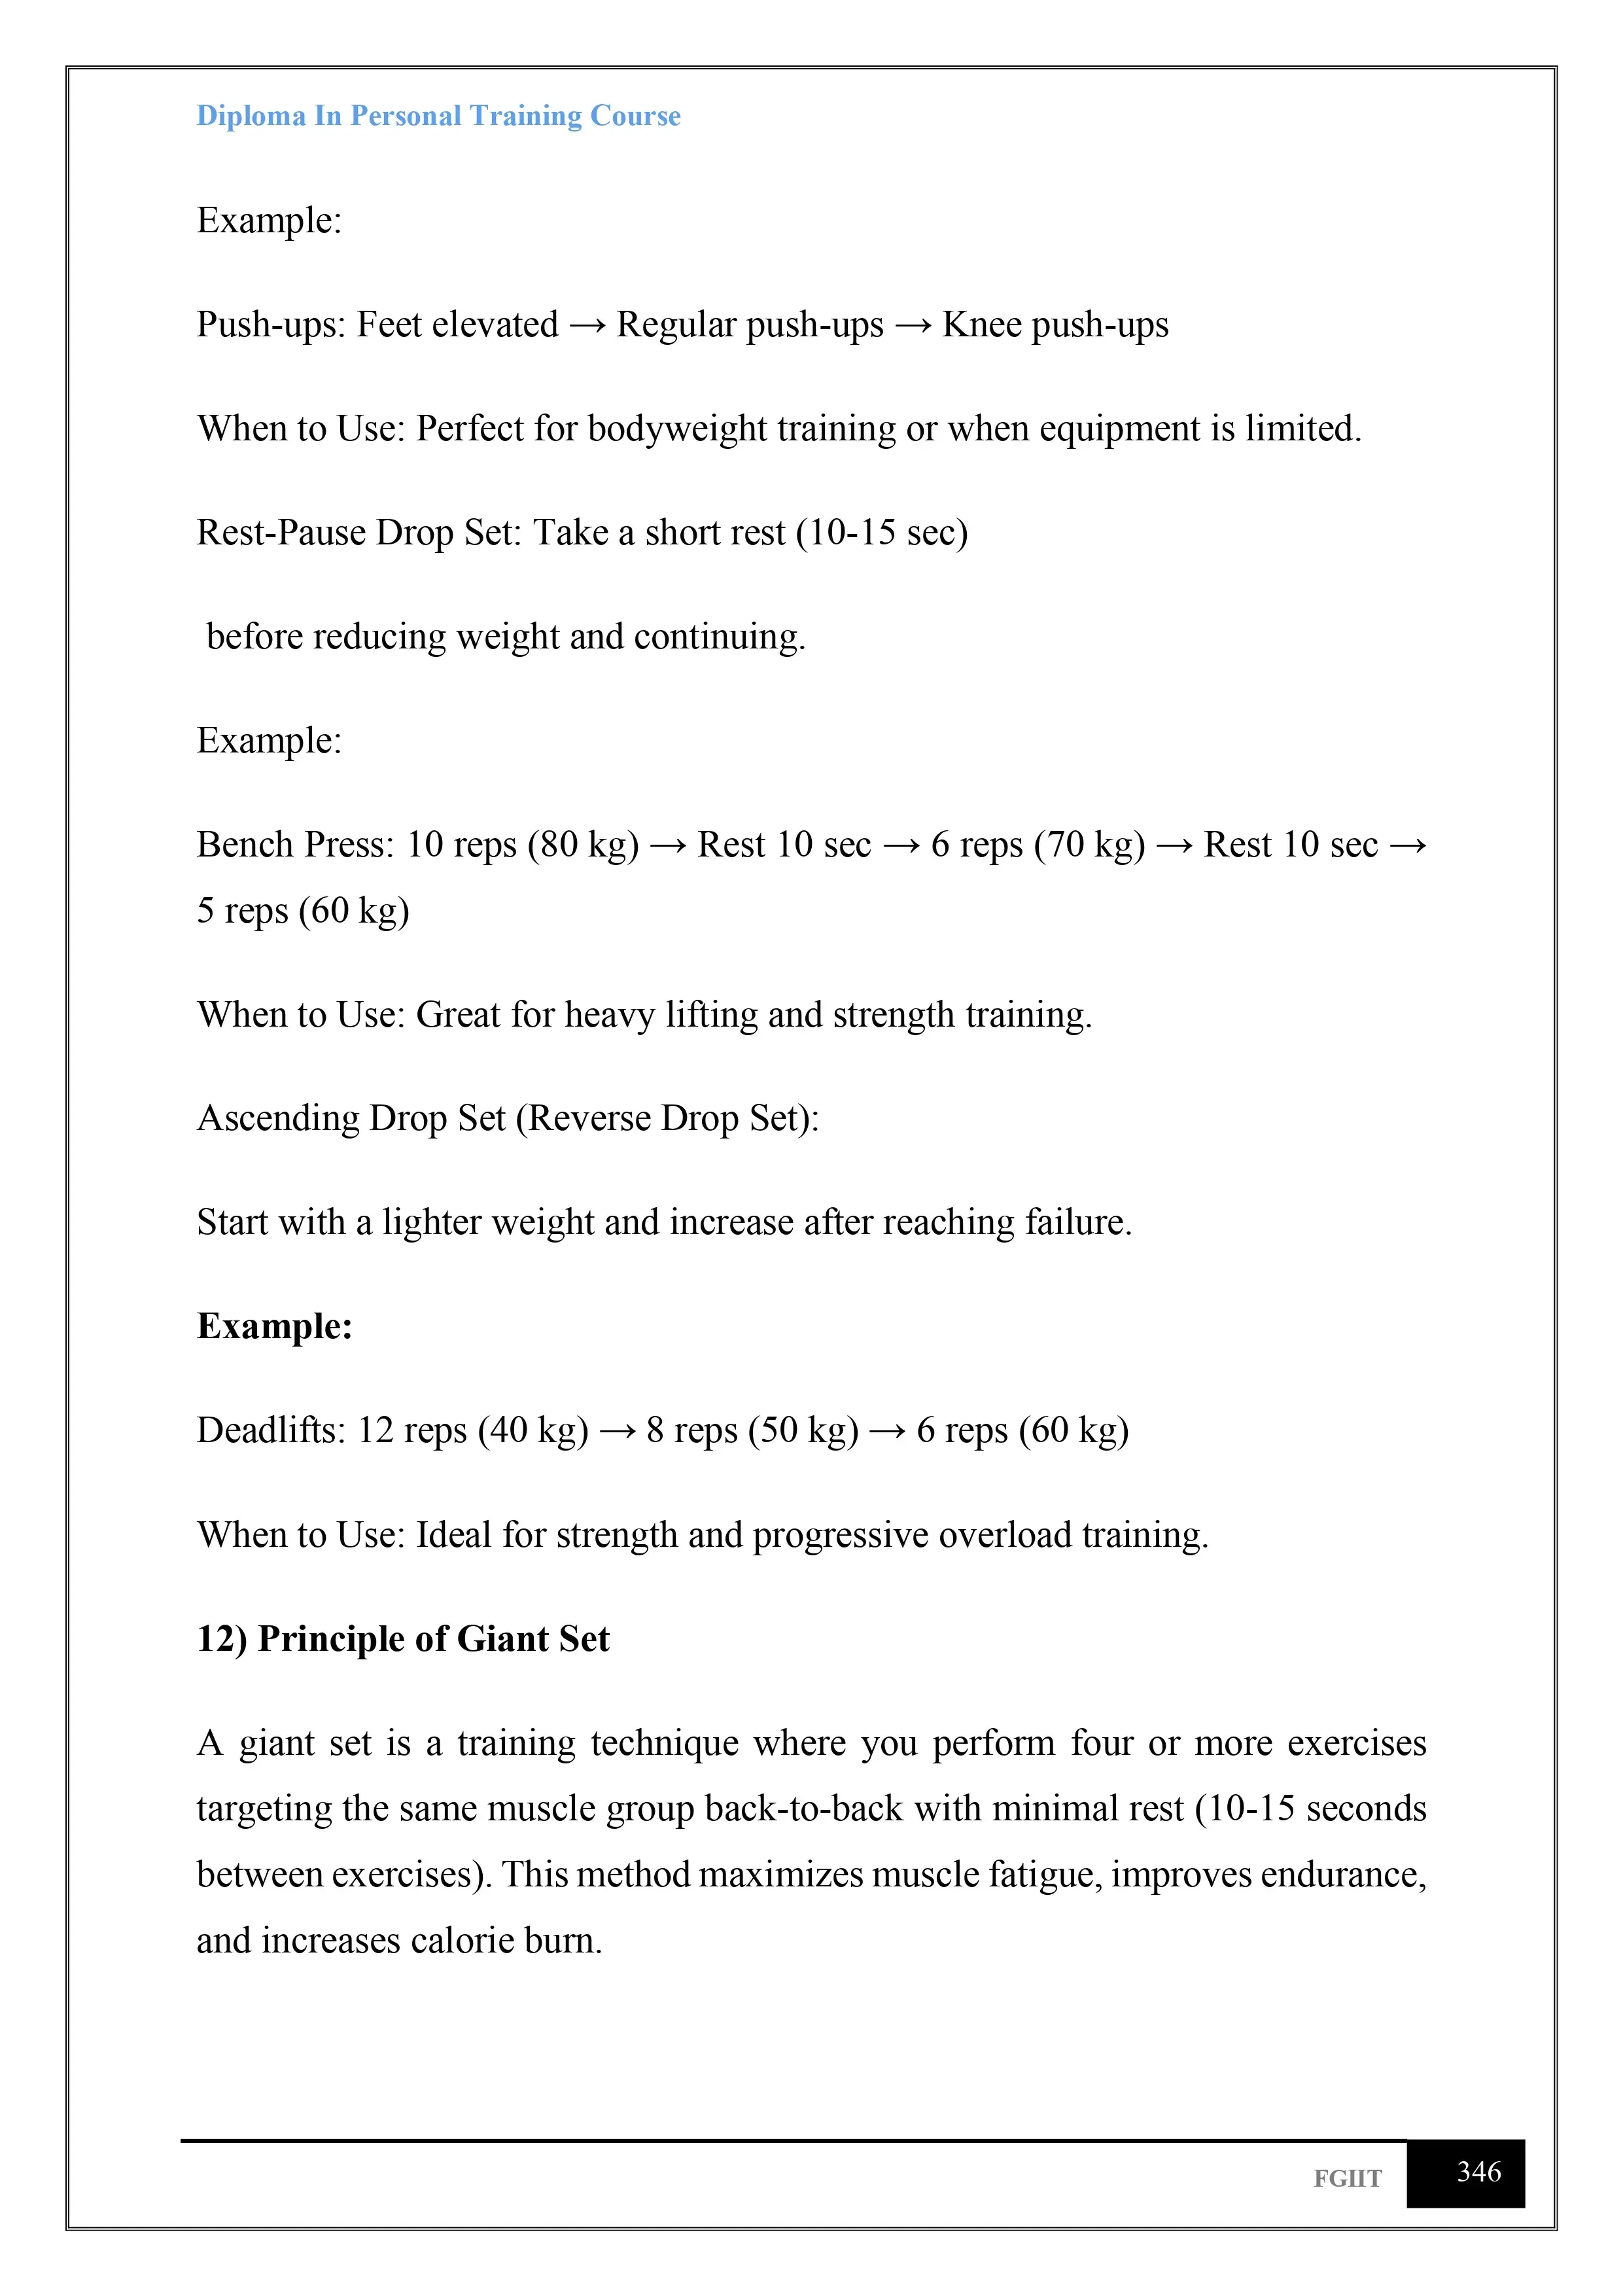 Diploma In Personal Training Course
Example:
Push-ups: Feet elevated → Regular push-ups → Knee push-ups
When to Use: Perfect for bodyweight training or when equipment is limited.
Rest-Pause Drop Set: Take a short rest (10-15 sec)
before reducing weight and continuing.
Example:
Bench Press: 10 reps (80 kg) → Rest 10 sec → 6 reps (70 kg) → Rest 10 sec →
5 reps (60 kg)
When to Use: Great for heavy lifting and strength training.
Ascending Drop Set (Reverse Drop Set):
Start with a lighter weight and increase after reaching failure.
Example:
Deadlifts: 12 reps (40 kg) → 8 reps (50 kg) → 6 reps (60 kg)
When to Use: Ideal for strength and progressive overload training.
12) Principle of Giant Set
A giant set is a training technique where you perform four or more exercises
targeting the same muscle group back-to-back with minimal rest (10-15 seconds
between exercises). This method maximizes muscle fatigue, improves endurance,
and increases calorie burn.
FGIIT 346